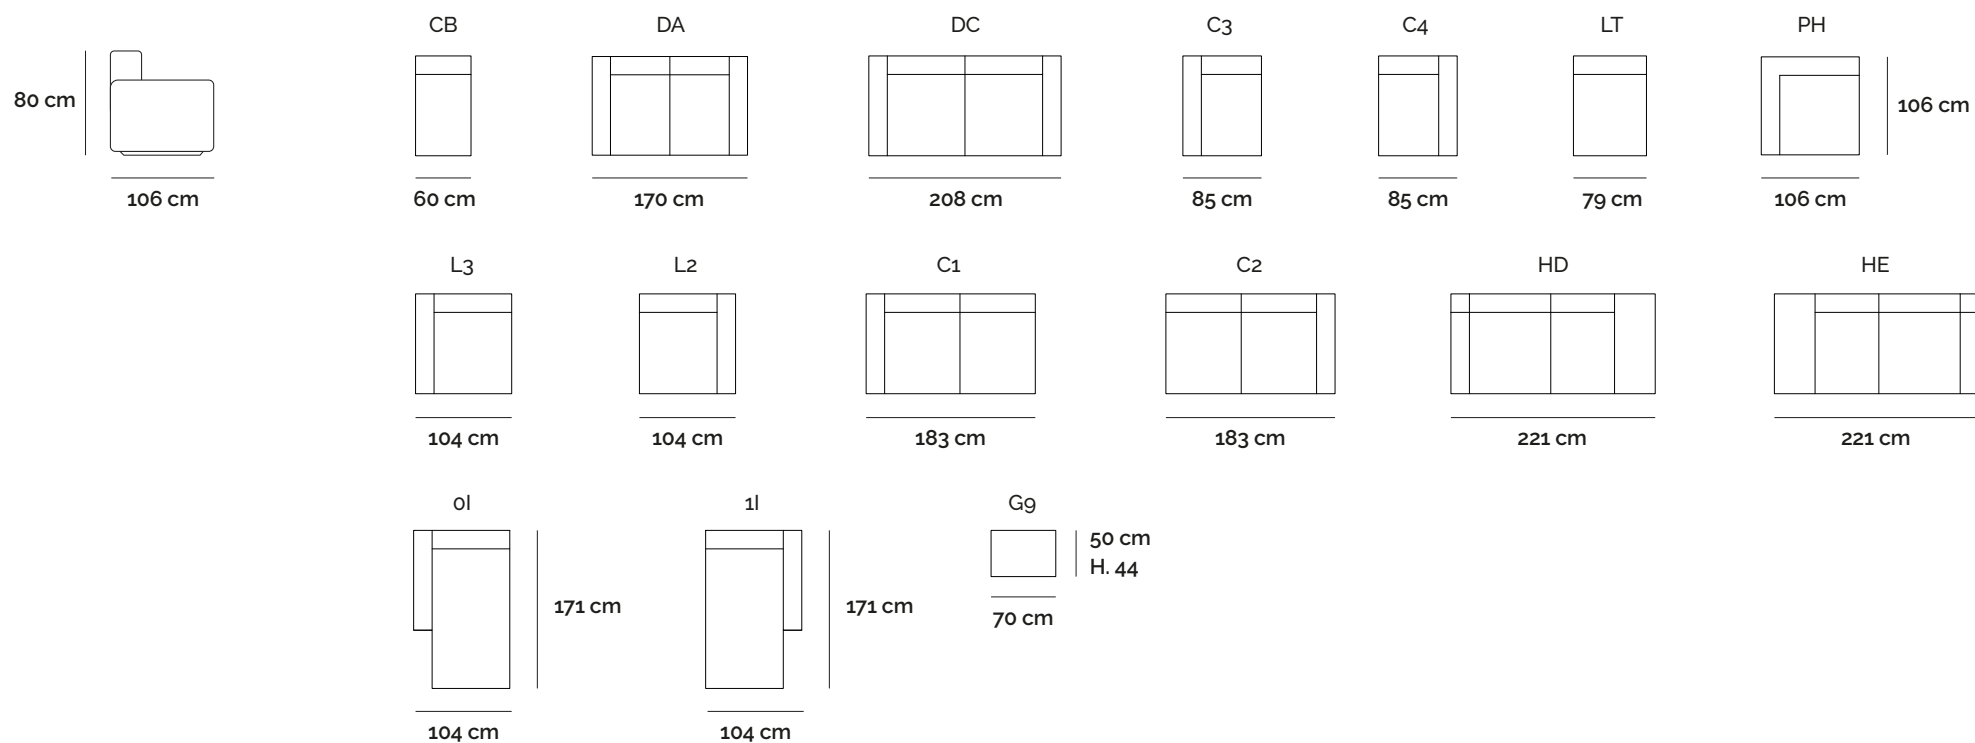 CB DA DC C3 C4 LT PH
80 cm 106 cm
106 cm 60 cm 170 cm 208 cm 85 cm 85 cm 79 cm 106 cm
L3 L2 C1 C2 HD HE
104 cm 104 cm 183 cm 183 cm 221 cm 221 cm
0I 1I G9
50 cm
H. 44
171 cm 171 cm 70 cm
104 cm 104 cm